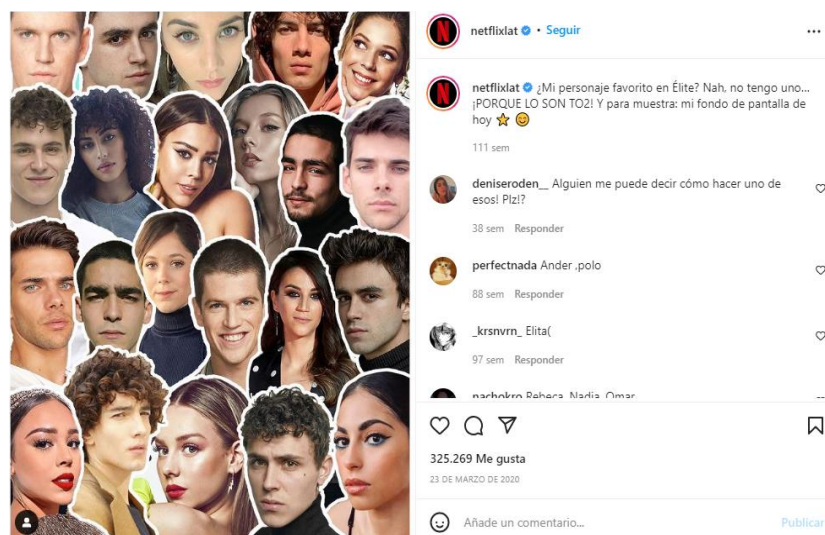 netflixlat • Seguir
netflixlat ¿Mi personaje favorito en Élite? Nah, no tengo uno...
¡PORQUE LO SON TO2! Y para muestra: mi fondo de pantalla de
hoy ⭐ 😊
111 sem
deniseroden__ Alguien me puede decir cómo hacer uno de
esos! Plz!?
38 sem Responder
perfectnada Ander ,polo
88 sem Responder
_krsnvrn_ Elita(
97 sem Responder
nachokro Rebeca, Nadia, Omar
325.269 Me gusta
23 DE MARZO DE 2020
Añade un comentario...
Publicar